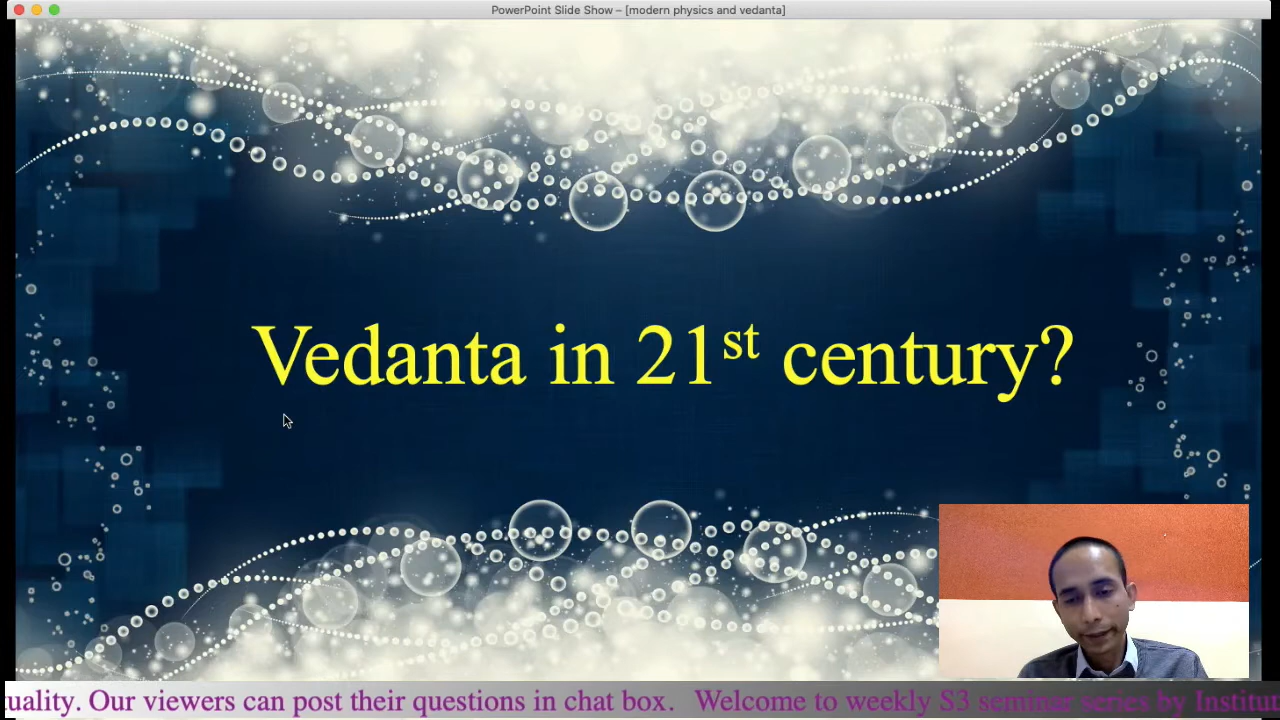 PowerPoint Slide Show – [modern physics and vedanta]
Vedanta in 21st century?
Our viewers can post their questions in chat box. Welcome to weekly S3 seminar series by